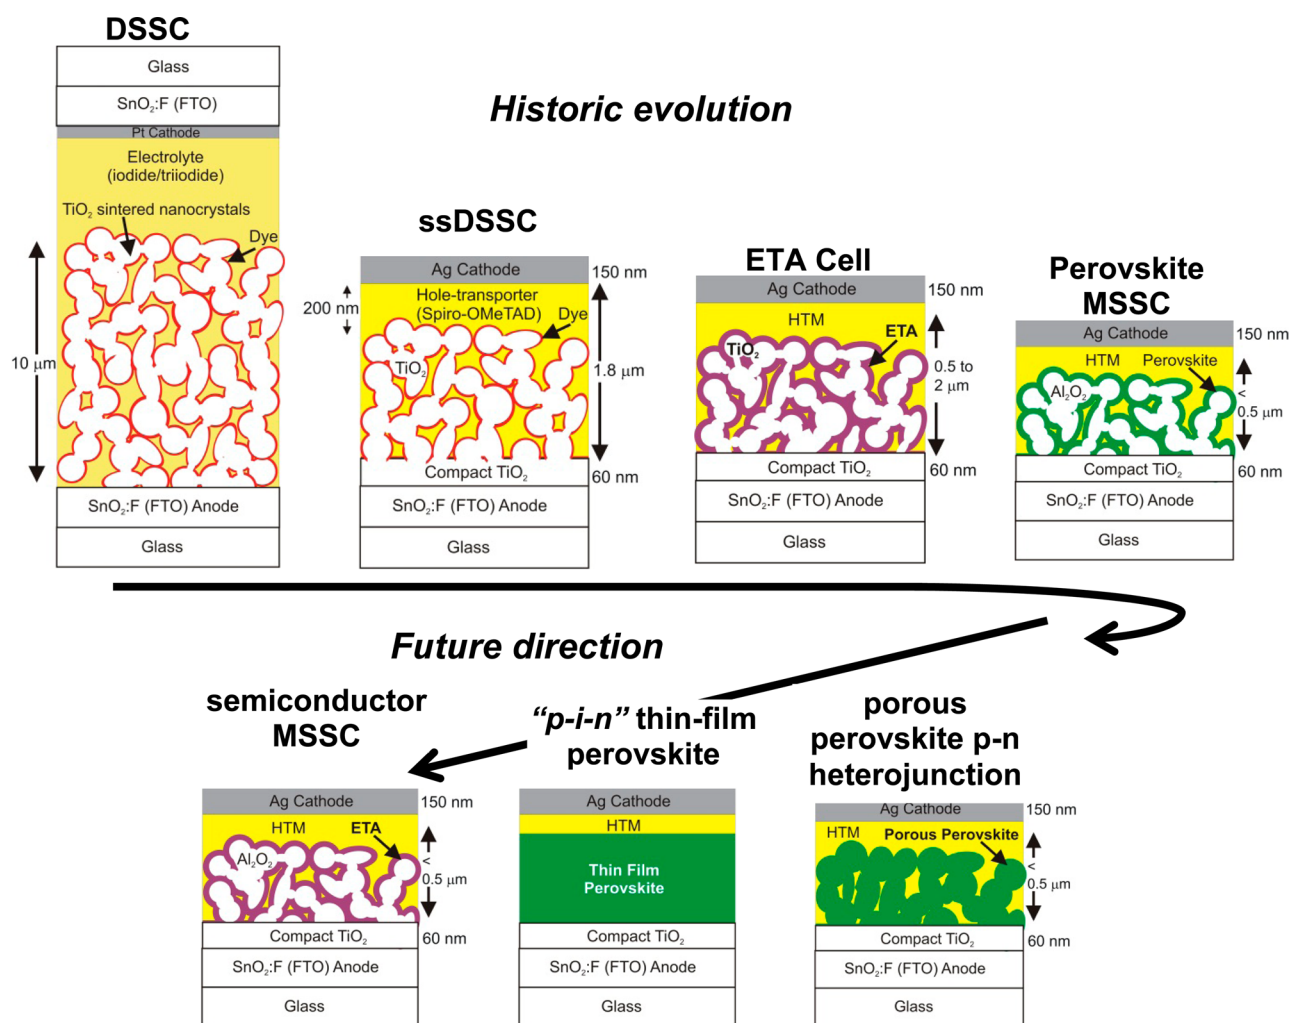 DSSC
Glass
SnO₂:F (FTO)
Pt Cathode
Electrolyte
(iodide/triiodide)
TiO₂ sintered nanocrystals
Dye
10 μm
SnO₂:F (FTO) Anode
Glass
Historic evolution
ssDSSC
Ag Cathode
150 nm
200 nm
Hole-transporter
(Spiro-OMeTAD)
Dye
TiO₂
1.8 μm
Compact TiO₂
60 nm
SnO₂:F (FTO) Anode
Glass
ETA Cell
Ag Cathode
150 nm
HTM
ETA
TiO₂
0.5 to
2 μm
Compact TiO₂
60 nm
SnO₂:F (FTO) Anode
Glass
Perovskite
MSSC
Ag Cathode
150 nm
HTM
Perovskite
Al₂O₂
<
0.5 μm
Compact TiO₂
60 nm
SnO₂:F (FTO) Anode
Glass
Future direction
semiconductor
MSSC
Ag Cathode
150 nm
HTM
ETA
Al₂O₂
<
0.5 μm
Compact TiO₂
60 nm
SnO₂:F (FTO) Anode
Glass
“p-i-n” thin-film
perovskite
Ag Cathode
HTM
Thin Film
Perovskite
Compact TiO₂
SnO₂:F (FTO) Anode
Glass
porous
perovskite p-n
heterojunction
Ag Cathode
150 nm
HTM
Porous Perovskite
<
0.5 μm
Compact TiO₂
60 nm
SnO₂:F (FTO) Anode
Glass